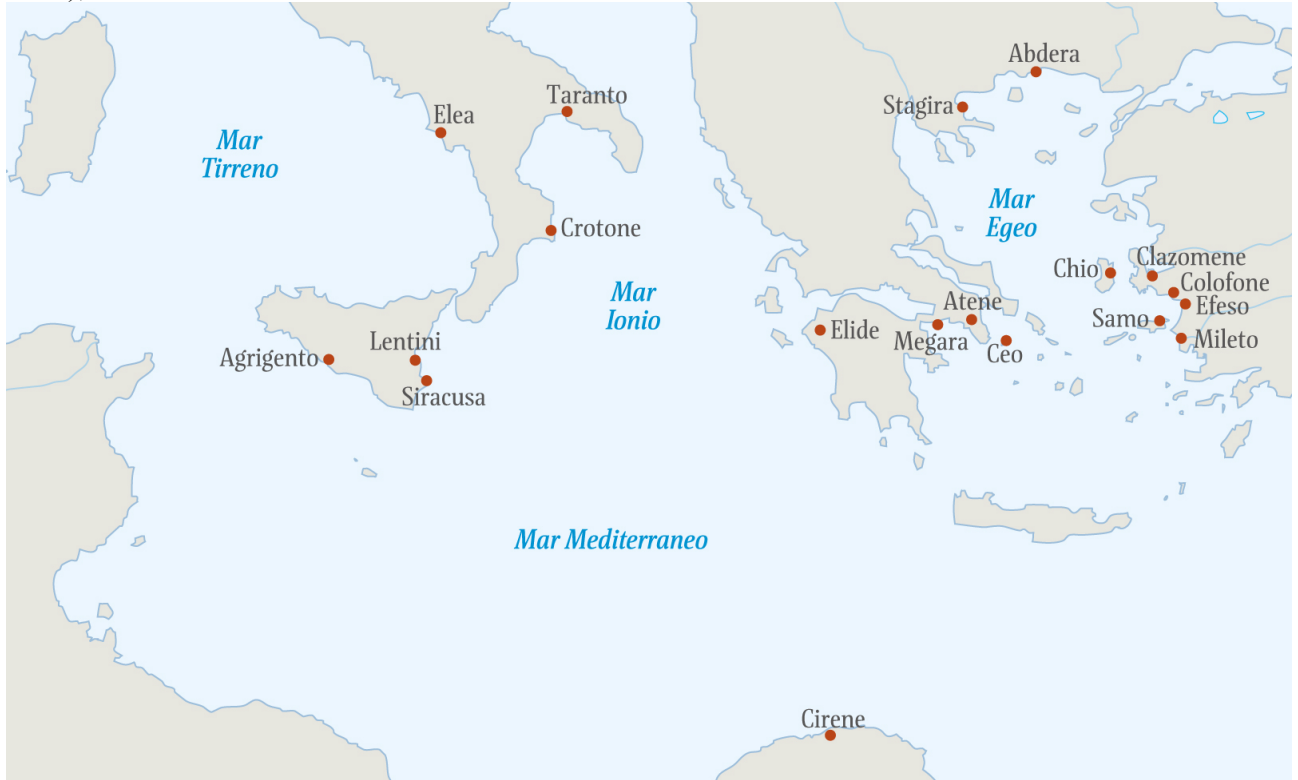 Abdera
Stagira
Taranto
Elea
Mar
Tirreno
Mar
Egeo
Crotone
Chio
Clazomene
Colofone
Efeso
Mar
Ionio
Atene
Samo
Elide
Megara
Mileto
Ceo
Lentini
Agrigento
Siracusa
Mar Mediterraneo
Cirene